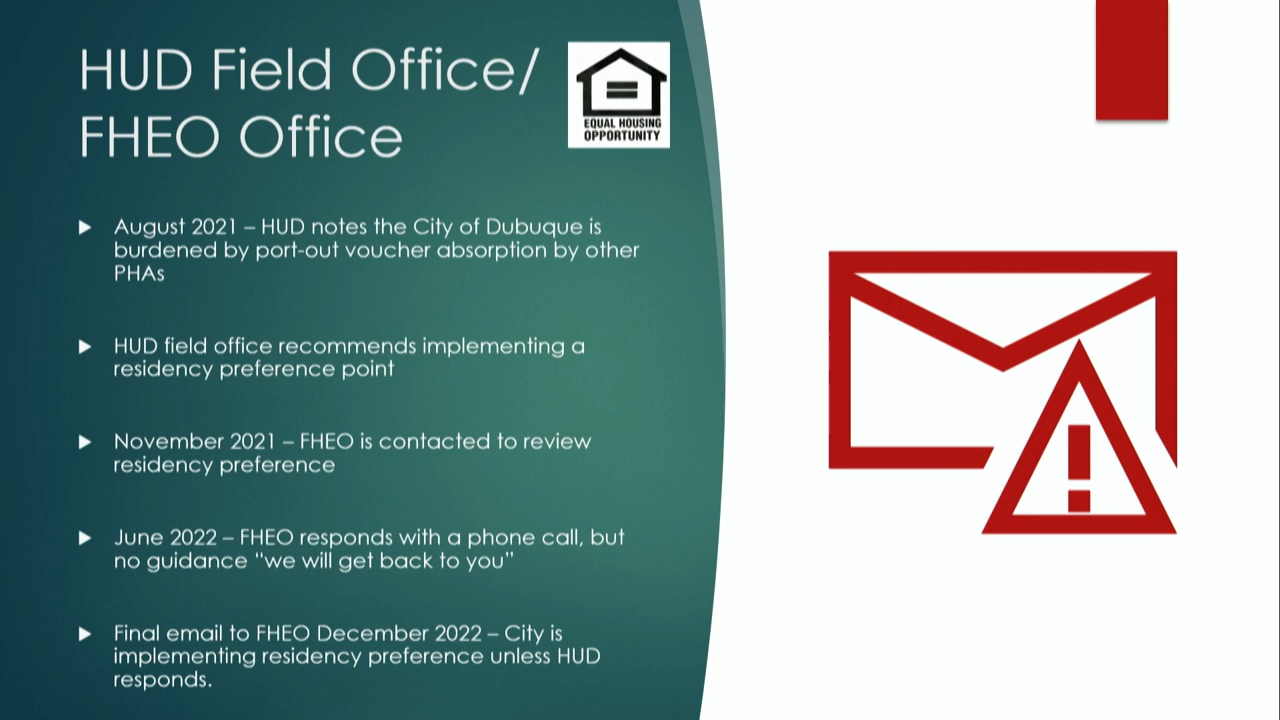 HUD Field Office/
FHEO Office
EQUAL HOUSING
OPPORTUNITY
August 2021 – HUD notes the City of Dubuque is
burdened by port-out voucher absorption by other
PHAs
HUD field office recommends implementing a
residency preference point
November 2021 – FHEO is contacted to review
residency preference
June 2022 – FHEO responds with a phone call, but
no guidance “we will get back to you”
Final email to FHEO December 2022 – City is
implementing residency preference unless HUD
responds.